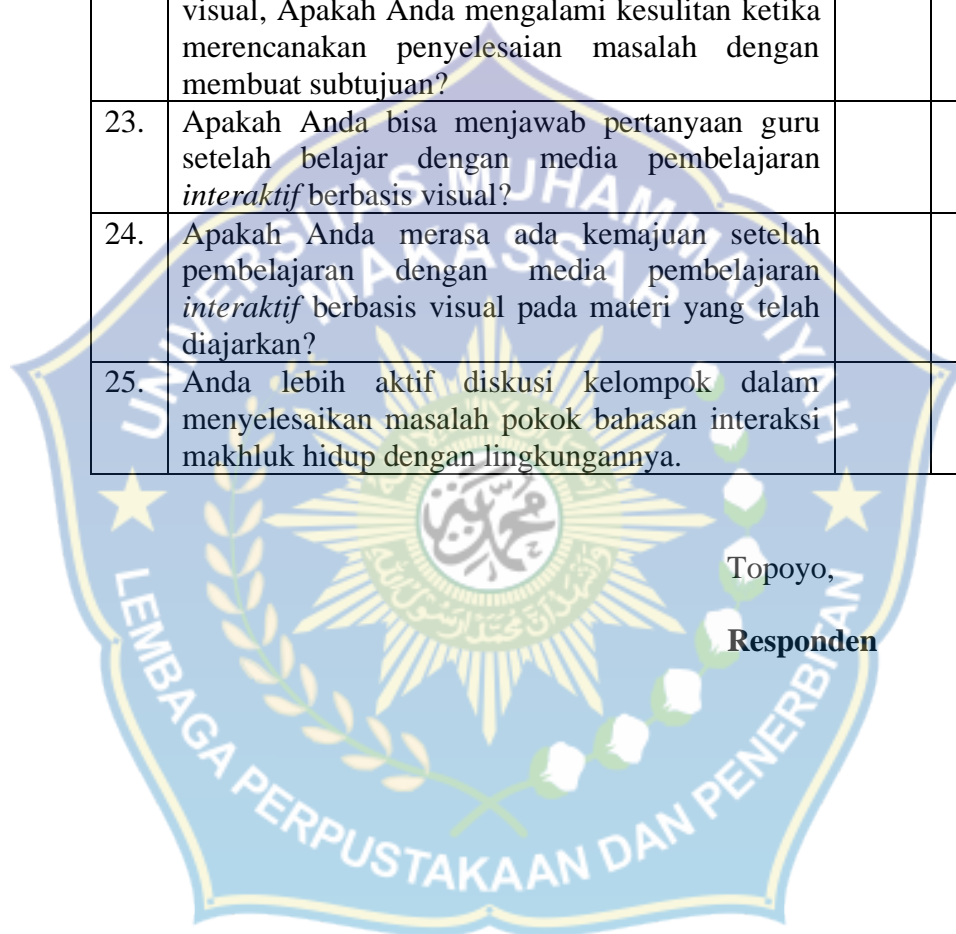 visual, Apakah Anda mengalami kesulitan ketika
merencanakan penyelesaian masalah dengan
membuat subtujuan?
23. Apakah Anda bisa menjawab pertanyaan guru
setelah belajar dengan media pembelajaran
interaktif berbasis visual?
24. Apakah Anda merasa ada kemajuan setelah
pembelajaran dengan media pembelajaran
interaktif berbasis visual pada materi yang telah
diajarkan?
25. Anda lebih aktif diskusi kelompok dalam
menyelesaikan masalah pokok bahasan interaksi
makhluk hidup dengan lingkungannya.
Topoyo,
Responden
UNIVERSITAS MUHAMMADIYAH
MAKASSAR
LEMBAGA PERPUSTAKAAN DAN PENERBITAN